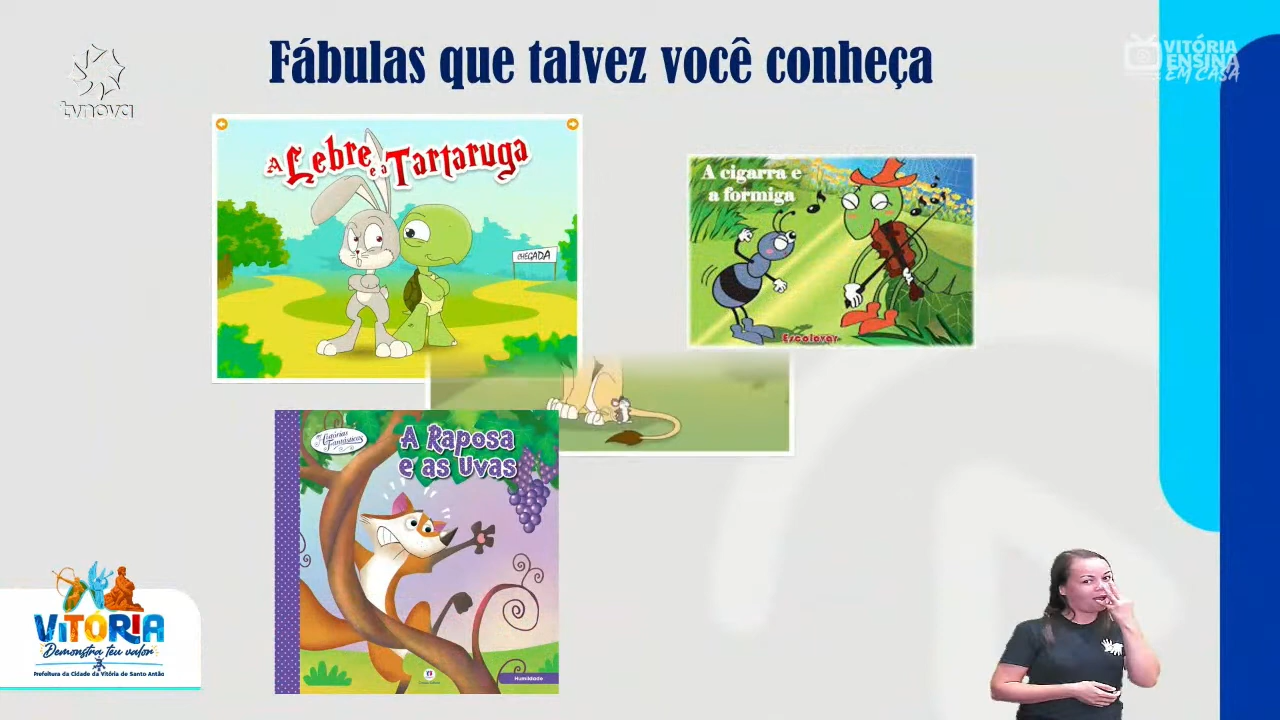 Fábulas que talvez você conheça
tvnova
VITÓRIA
ENSINA
EM CASA
A Lebre e a Tartaruga
CHEGADA
A cigarra e
a formiga
Escolovar
Histórias
Fantásticas
A Raposa
e as Uvas
Humildade
VITÓRIA
Demonstra teu valor
Prefeitura da Cidade da Vitória de Santo Antão